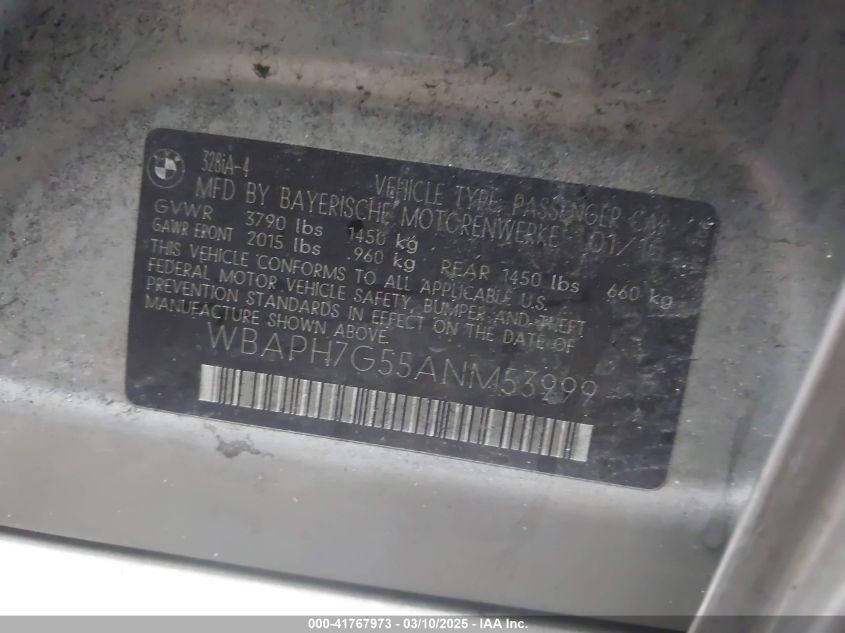 328iA-4
VEHICLE TYPE PASSENGER CAR
MFD BY BAYERISCHE MOTORENWERKE 01/10
GVWR 3790 lbs 1450 kg
GAWR FRONT 2015 lbs .960 kg REAR 1450 lbs 660 kg
THIS VEHICLE CONFORMS TO ALL APPLICABLE U.S.
FEDERAL MOTOR VEHICLE SAFETY, BUMPER AND THEFT
PREVENTION STANDARDS IN EFFECT ON THE DATE OF
MANUFACTURE SHOWN ABOVE.
WBAPH7G55ANM53999
000-41767973 — 03/10/2025 — IAA Inc.